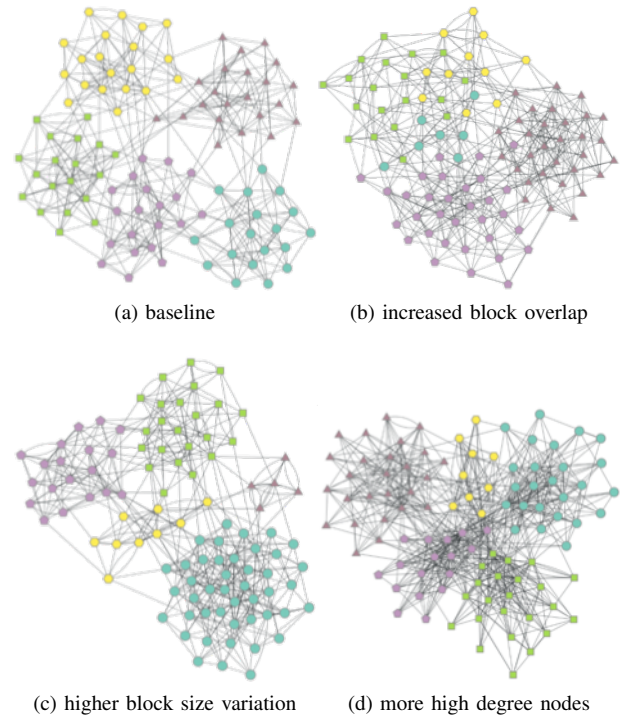 (a) baseline
(b) increased block overlap
(c) higher block size variation
(d) more high degree nodes